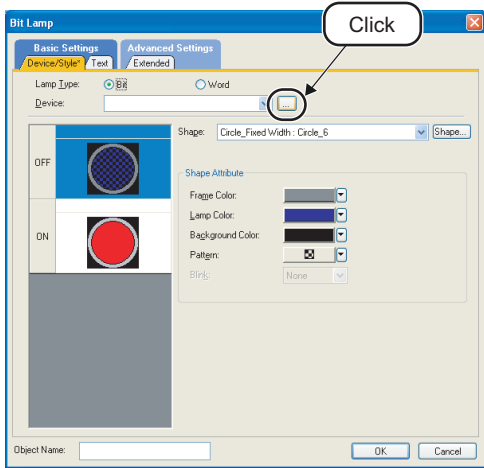 Bit Lamp
Click
Basic Settings Advanced Settings
Device/Style* Text Extended
Lamp Type: Bit Word
Device: ...
Shape: Circle_Fixed Width : Circle_6 Shape...
OFF
Shape Attribute
Frame Color:
Lamp Color:
ON
Background Color:
Pattern:
Blink: None
Object Name: OK Cancel